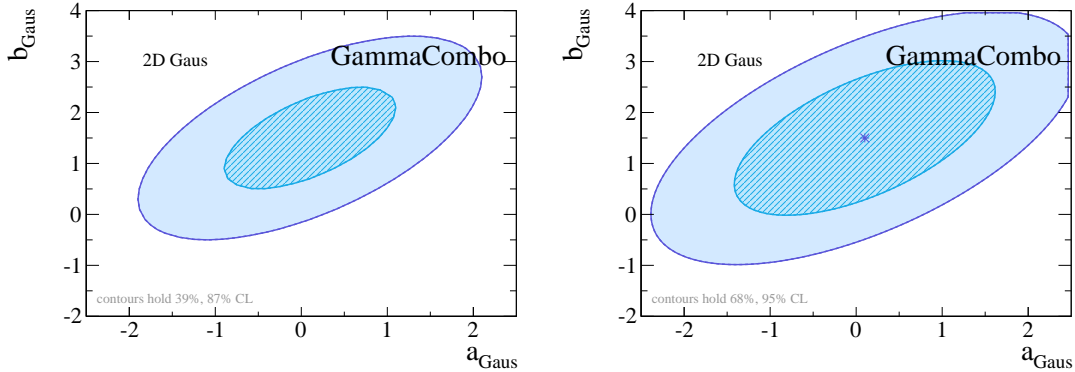 b_Gaus
4
3
2
1
0
-1
-2
2D Gaus
GammaCombo
contours hold 39%, 87% CL
-2 -1 0 1 2
a_Gaus
b_Gaus
4
3
2
1
0
-1
-2
2D Gaus
GammaCombo
contours hold 68%, 95% CL
-2 -1 0 1 2
a_Gaus